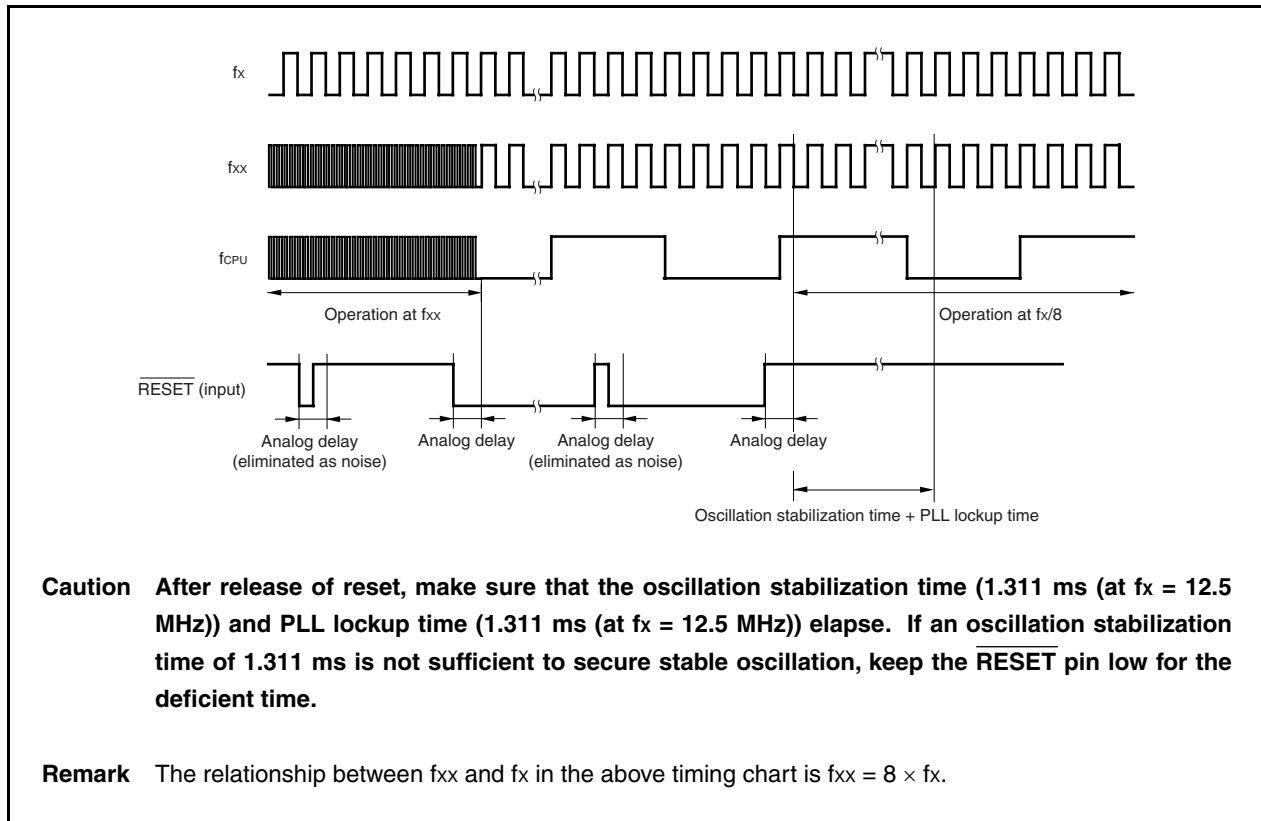 fX
fXX
fCPU
Operation at fXX
Operation at fX/8
RESET (input)
Analog delay
(eliminated as noise)
Analog delay
Analog delay
(eliminated as noise)
Analog delay
Oscillation stabilization time + PLL lockup time
Caution After release of reset, make sure that the oscillation stabilization time (1.311 ms (at fX = 12.5
MHz)) and PLL lockup time (1.311 ms (at fX = 12.5 MHz)) elapse. If an oscillation stabilization
time of 1.311 ms is not sufficient to secure stable oscillation, keep the RESET pin low for the
deficient time.
Remark The relationship between fXX and fX in the above timing chart is fXX = 8 × fX.